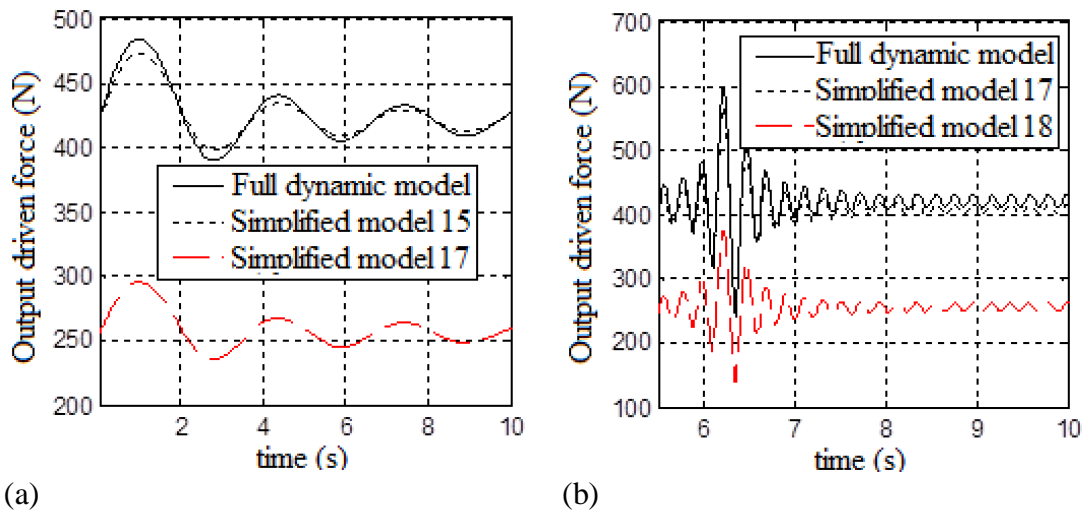 500
450
400
350
300
250
200
Output driven force (N)
Full dynamic model
Simplified model 15
Simplified model 17
2
4
6
8
10
time (s)
(a)
700
600
500
400
300
200
100
Output driven force (N)
Full dynamic model
Simplified model 17
Simplified model 18
6
7
8
9
10
time (s)
(b)